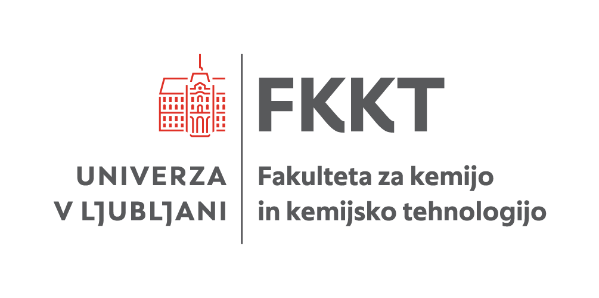 UNIVERZA
V LJUBLJANI
FKKT
Fakulteta za kemijo
in kemijsko tehnologijo